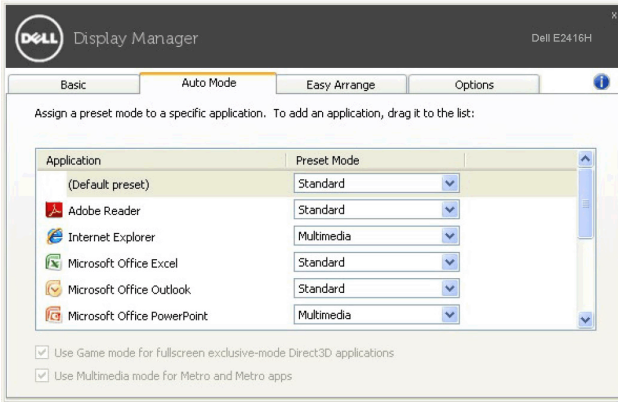 X
DELL Display Manager Dell E2416H
Basic Auto Mode Easy Arrange Options
Assign a preset mode to a specific application. To add an application, drag it to the list:
Application Preset Mode
(Default preset) Standard
Adobe Reader Standard
Internet Explorer Multimedia
Microsoft Office Excel Standard
Microsoft Office Outlook Standard
Microsoft Office PowerPoint Multimedia
Use Game mode for fullscreen exclusive-mode Direct3D applications
Use Multimedia mode for Metro and Metro apps